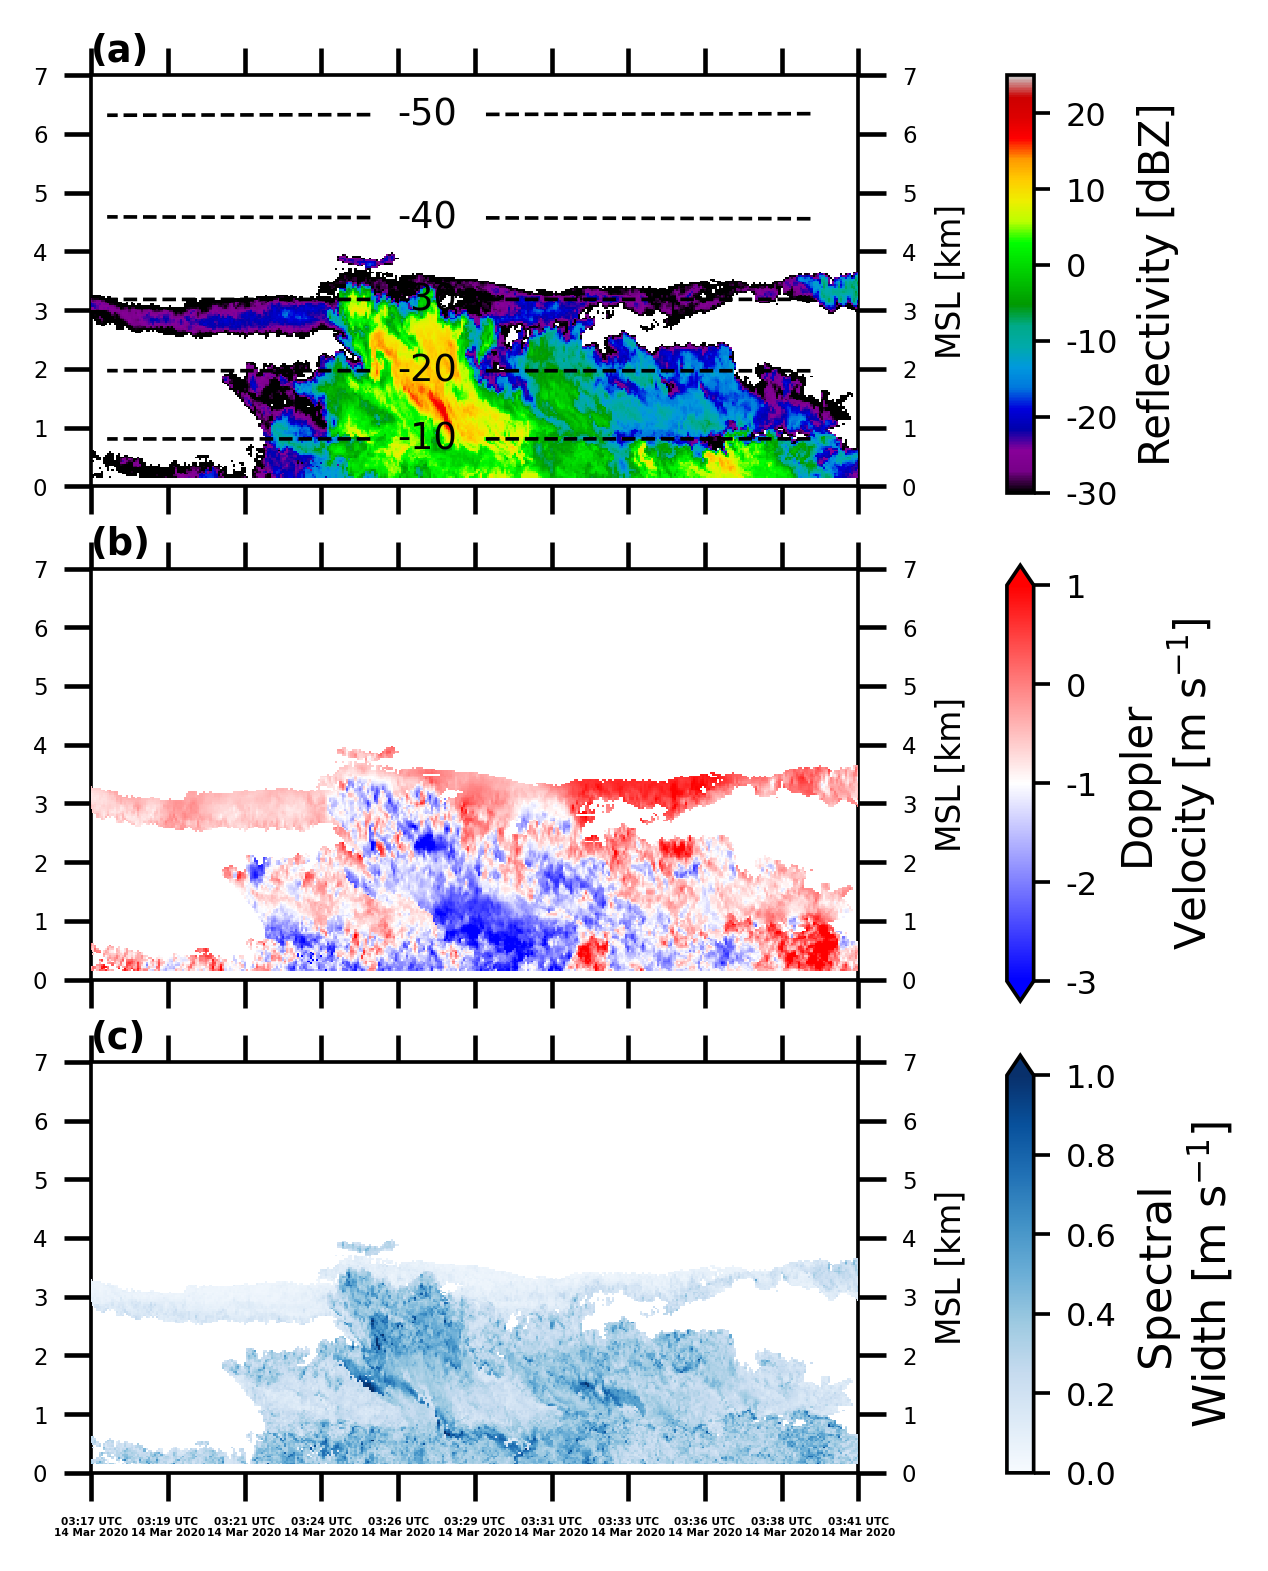 (a)
7
6
5
4
3
2
1
0
-50
-40
-3
-20
-10
7
6
5
4
3
2
1
0
MSL [km]
20
10
0
-10
-20
-30
Reflectivity [dBZ]
(b)
7
6
5
4
3
2
1
0
7
6
5
4
3
2
1
0
MSL [km]
1
0
-1
-2
-3
Doppler
Velocity [m s⁻¹]
(c)
7
6
5
4
3
2
1
0
7
6
5
4
3
2
1
0
MSL [km]
1.0
0.8
0.6
0.4
0.2
0.0
Spectral
Width [m s⁻¹]
03:17 UTC
14 Mar 2020
03:19 UTC
14 Mar 2020
03:21 UTC
14 Mar 2020
03:24 UTC
14 Mar 2020
03:26 UTC
14 Mar 2020
03:29 UTC
14 Mar 2020
03:31 UTC
14 Mar 2020
03:33 UTC
14 Mar 2020
03:36 UTC
14 Mar 2020
03:38 UTC
14 Mar 2020
03:41 UTC
14 Mar 2020